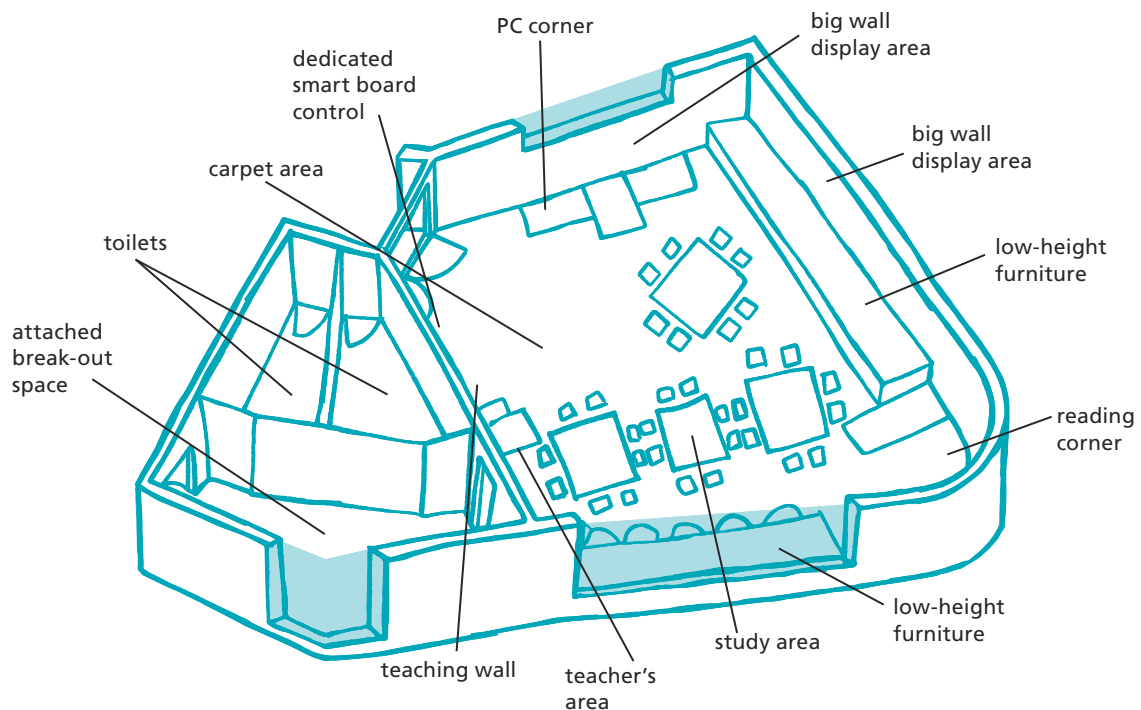 PC corner
big wall
display area
dedicated
smart board
control
big wall
display area
carpet area
toilets
low-height
furniture
attached
break-out
space
reading
corner
low-height
furniture
study area
teaching wall
teacher's
area